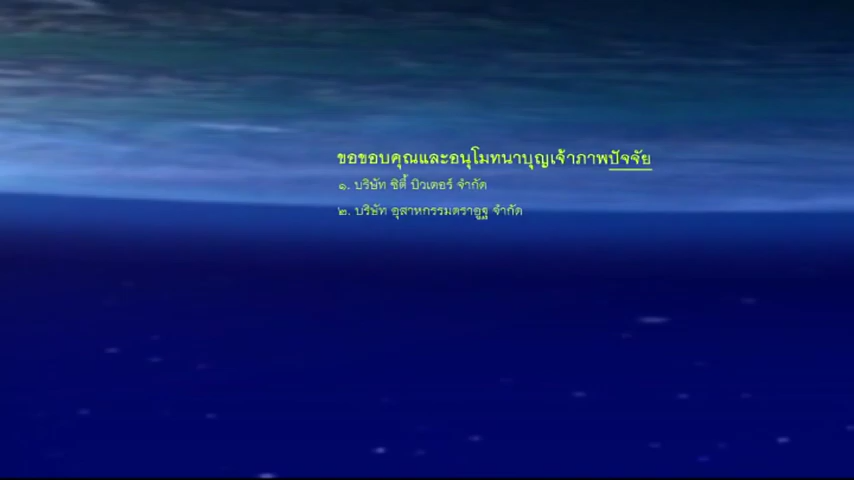 ขอขอบคุณและอนุโมทนาบุญเจ้าภาพปัจจัย
๑. บริษัท ซิตี้ บิวเตอร์ จำกัด
๒. บริษัท อุสาหกรรมตราอูฐ จำกัด